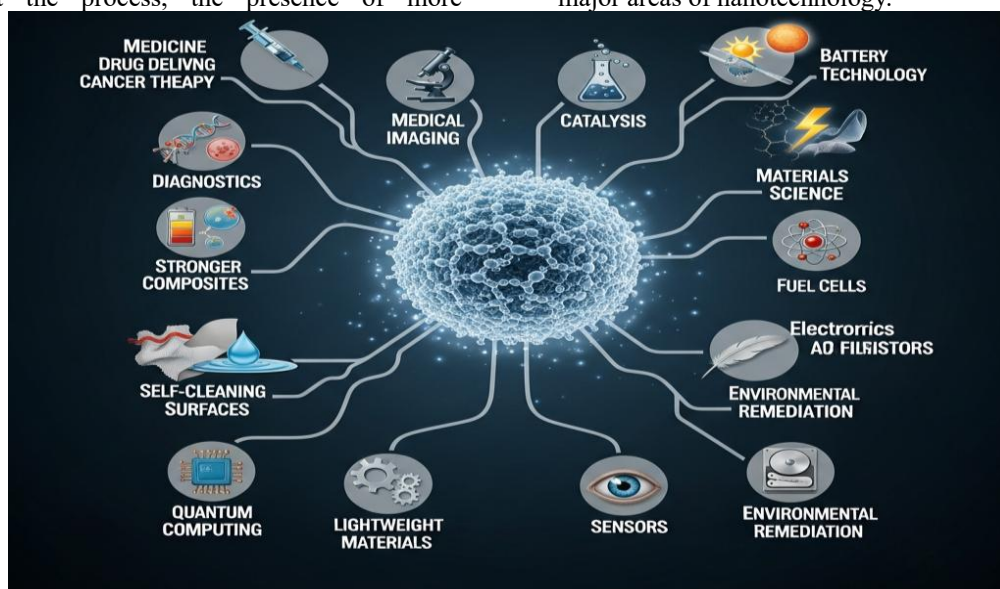 the process, the presence of more
major areas of nanotechnology.
MEDICINE
DRUG DELIVNG
CANCER THEAPY
MEDICAL
IMAGING
CATALYSIS
BATTERY
TECHNOLOGY
DIAGNOSTICS
MATERIALS
SCIENCE
STRONGER
COMPOSITES
FUEL CELLS
Electrorrics
AD
SELF-CLEANING
SURFACES
ENVIRONMENTAL
REMEDIATION
QUANTUM
COMPUTING
LIGHTWEIGHT
MATERIALS
SENSORS
ENVIRONMENTAL
REMEDIATION